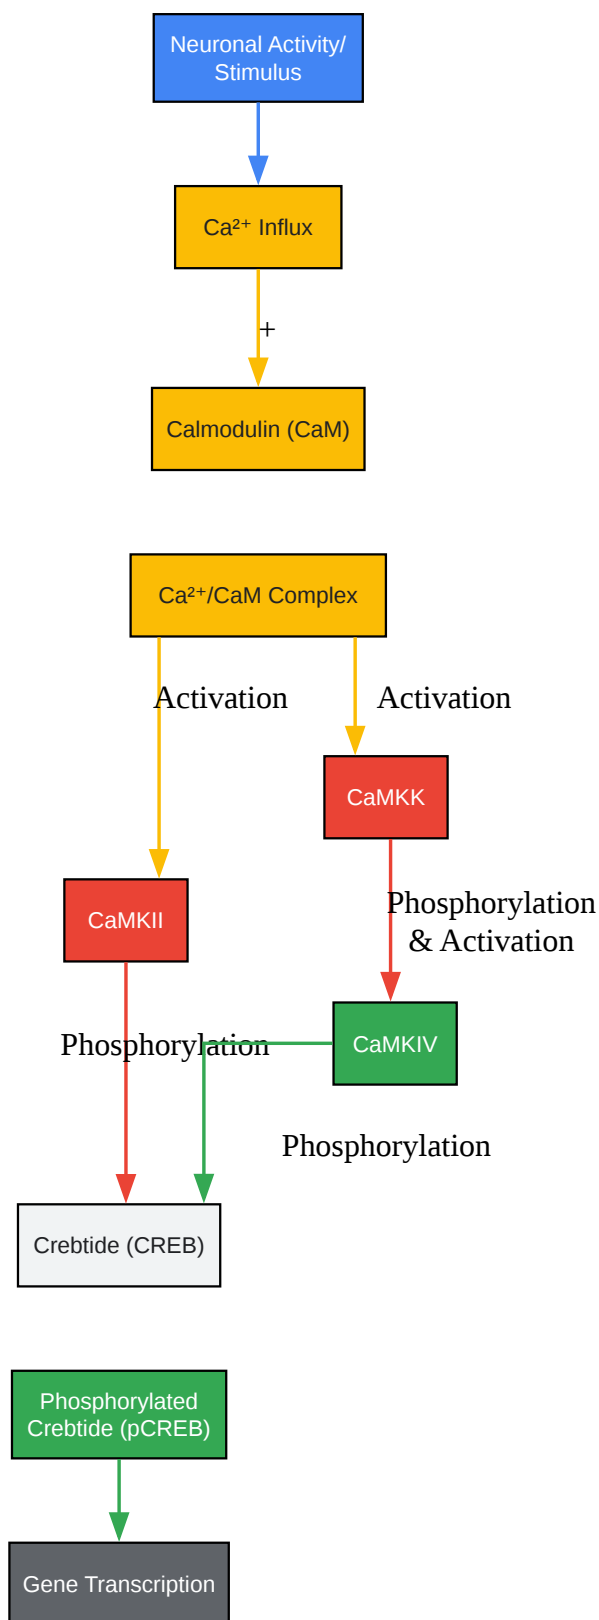 Neuronal Activity/
Stimulus
Ca²⁺ Influx
+
Calmodulin (CaM)
Ca²⁺/CaM Complex
Activation
Activation
CaMKK
Phosphorylation
& Activation
CaMKII
Phosphorylation
CaMKIV
Phosphorylation
Crebtide (CREB)
Phosphorylated
Crebtide (pCREB)
Gene Transcription